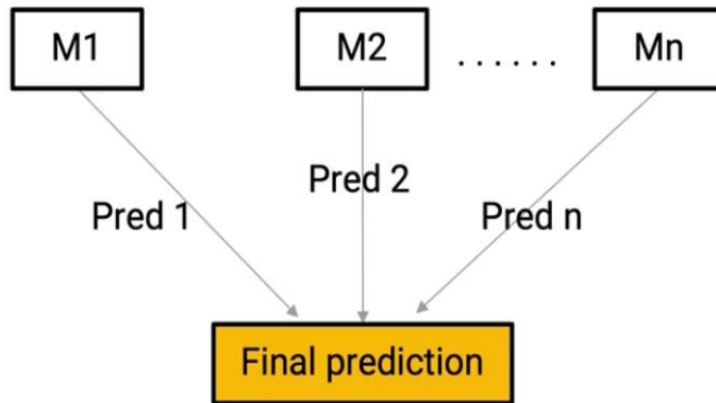 M1 M2 . . . . . . Mn
Pred 1 Pred 2 Pred n
Final prediction